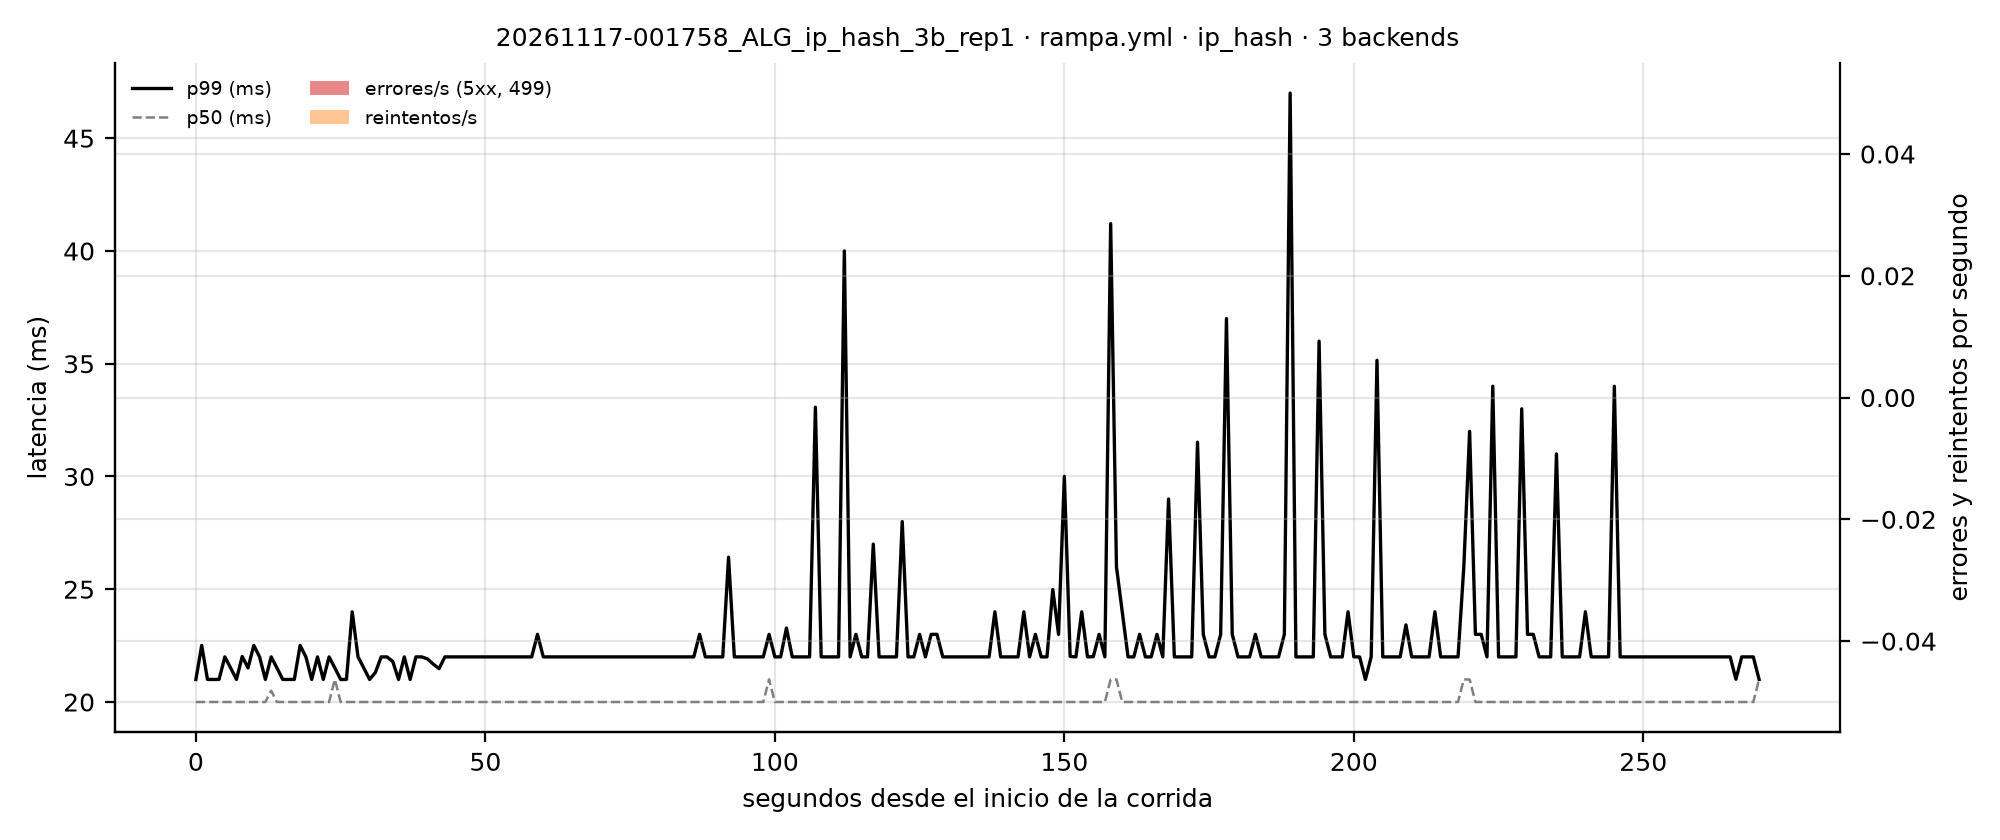 20261117-001758_ALG_ip_hash_3b_rep1 · rampa.yml · ip_hash · 3 backends
p99 (ms)
p50 (ms)
errores/s (5xx, 499)
reintentos/s
latencia (ms)
45
40
35
30
25
20
0.04
0.02
0.00
−0.02
−0.04
errores y reintentos por segundo
0 50 100 150 200 250
segundos desde el inicio de la corrida